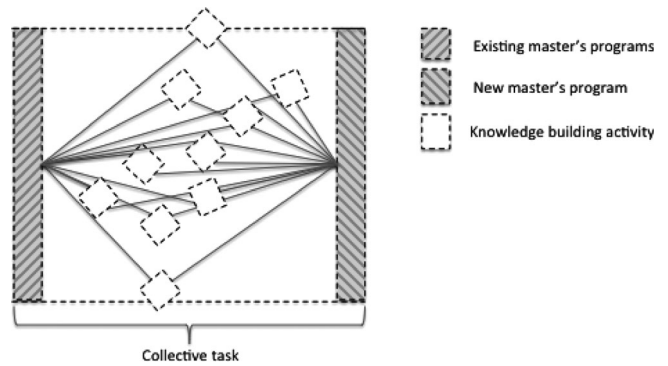 Existing master's programs
New master's program
Knowledge building activity
Collective task